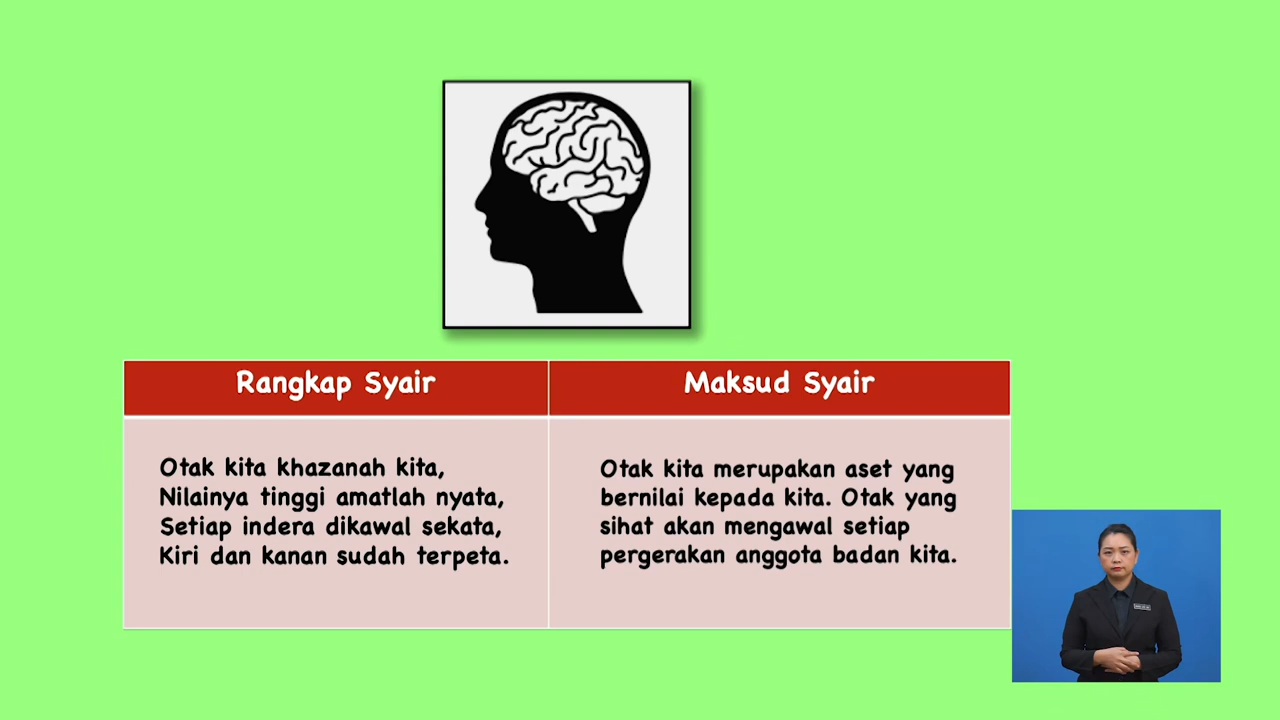 Rangkap Syair
Maksud Syair
Otak kita khazanah kita,
Nilainya tinggi amatlah nyata,
Setiap indera dikawal sekata,
Kiri dan kanan sudah terpeta.
Otak kita merupakan aset yang
bernilai kepada kita. Otak yang
sihat akan mengawal setiap
pergerakan anggota badan kita.